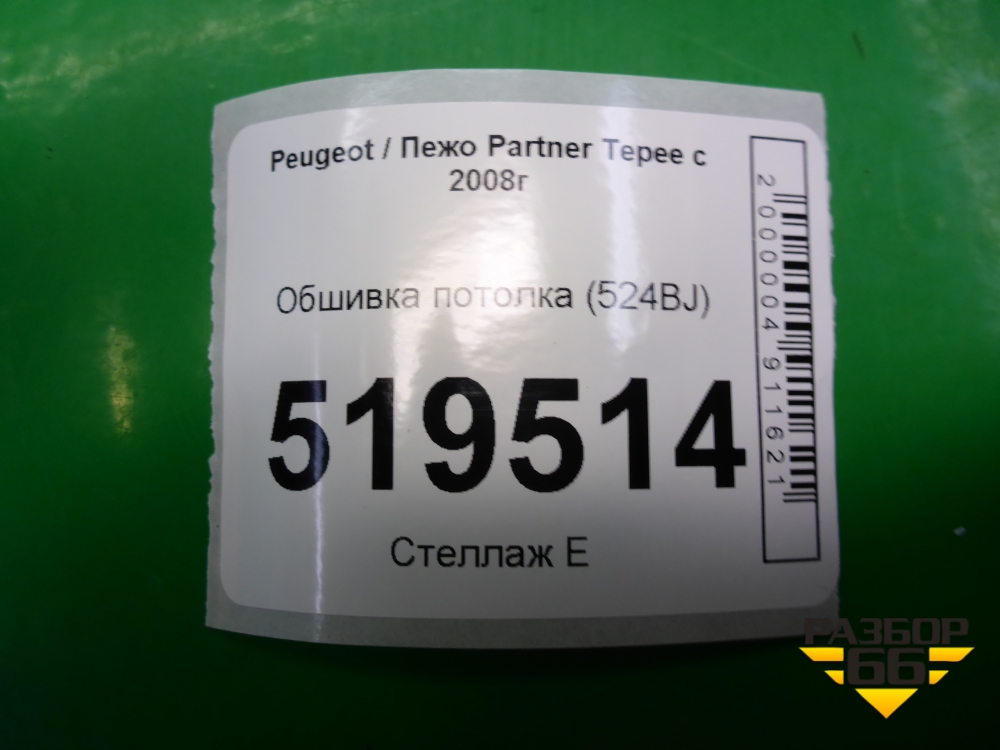 Peugeot / Пежо Partner Tepee с
2008г
Обшивка потолка (524BJ)
519514
Стеллаж Е
2000004911621
РАЗБОР
66